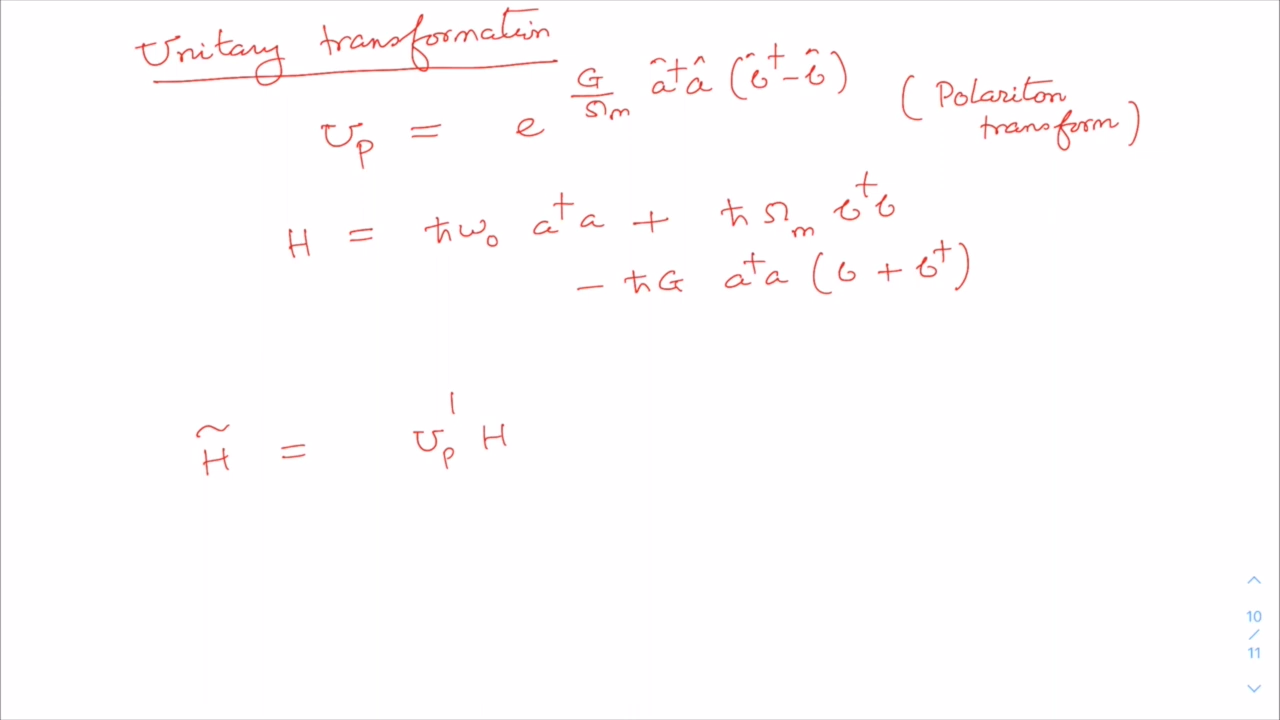 Unitary transformation
U_p = e^{G/Ω_m â†â (b̂† - b̂)} (Polariton transform)
H = ħω₀ a†a + ħΩ_m b†b
- ħG a†a (b + b†)
H̃ = U_p^| H
10
/
11